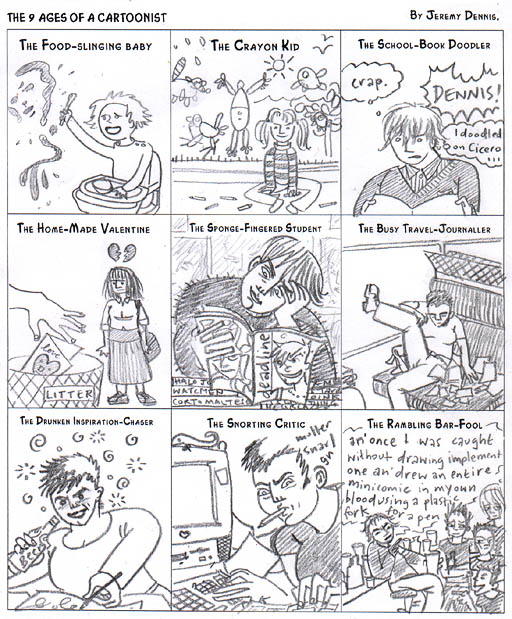 THE 9 AGES OF A CARTOONIST
BY JEREMY DENNIS.
THE FOOD-SLINGING BABY
THE CRAYON KID
THE SCHOOL-BOOK DOODLER
crap.
DENNIS!
I doodled
on Cicero
THE HOME-MADE VALENTINE
LOVE
LITTER
THE SPONGE-FINGERED STUDENT
deadline
HALO JO
WATCHMEN
CORTO MALTESE
THE BUSY TRAVEL-JOURNALLER
THE DRUNKEN INSPIRATION-CHASER
BEER
THE SNORTING CRITIC
mutter
snarl
THE RAMBLING BAR-FOOL
an' once I was caught
without drawing implement
one an' drew an entire
minicomic in my own
blood using a plastic
fork for a pen